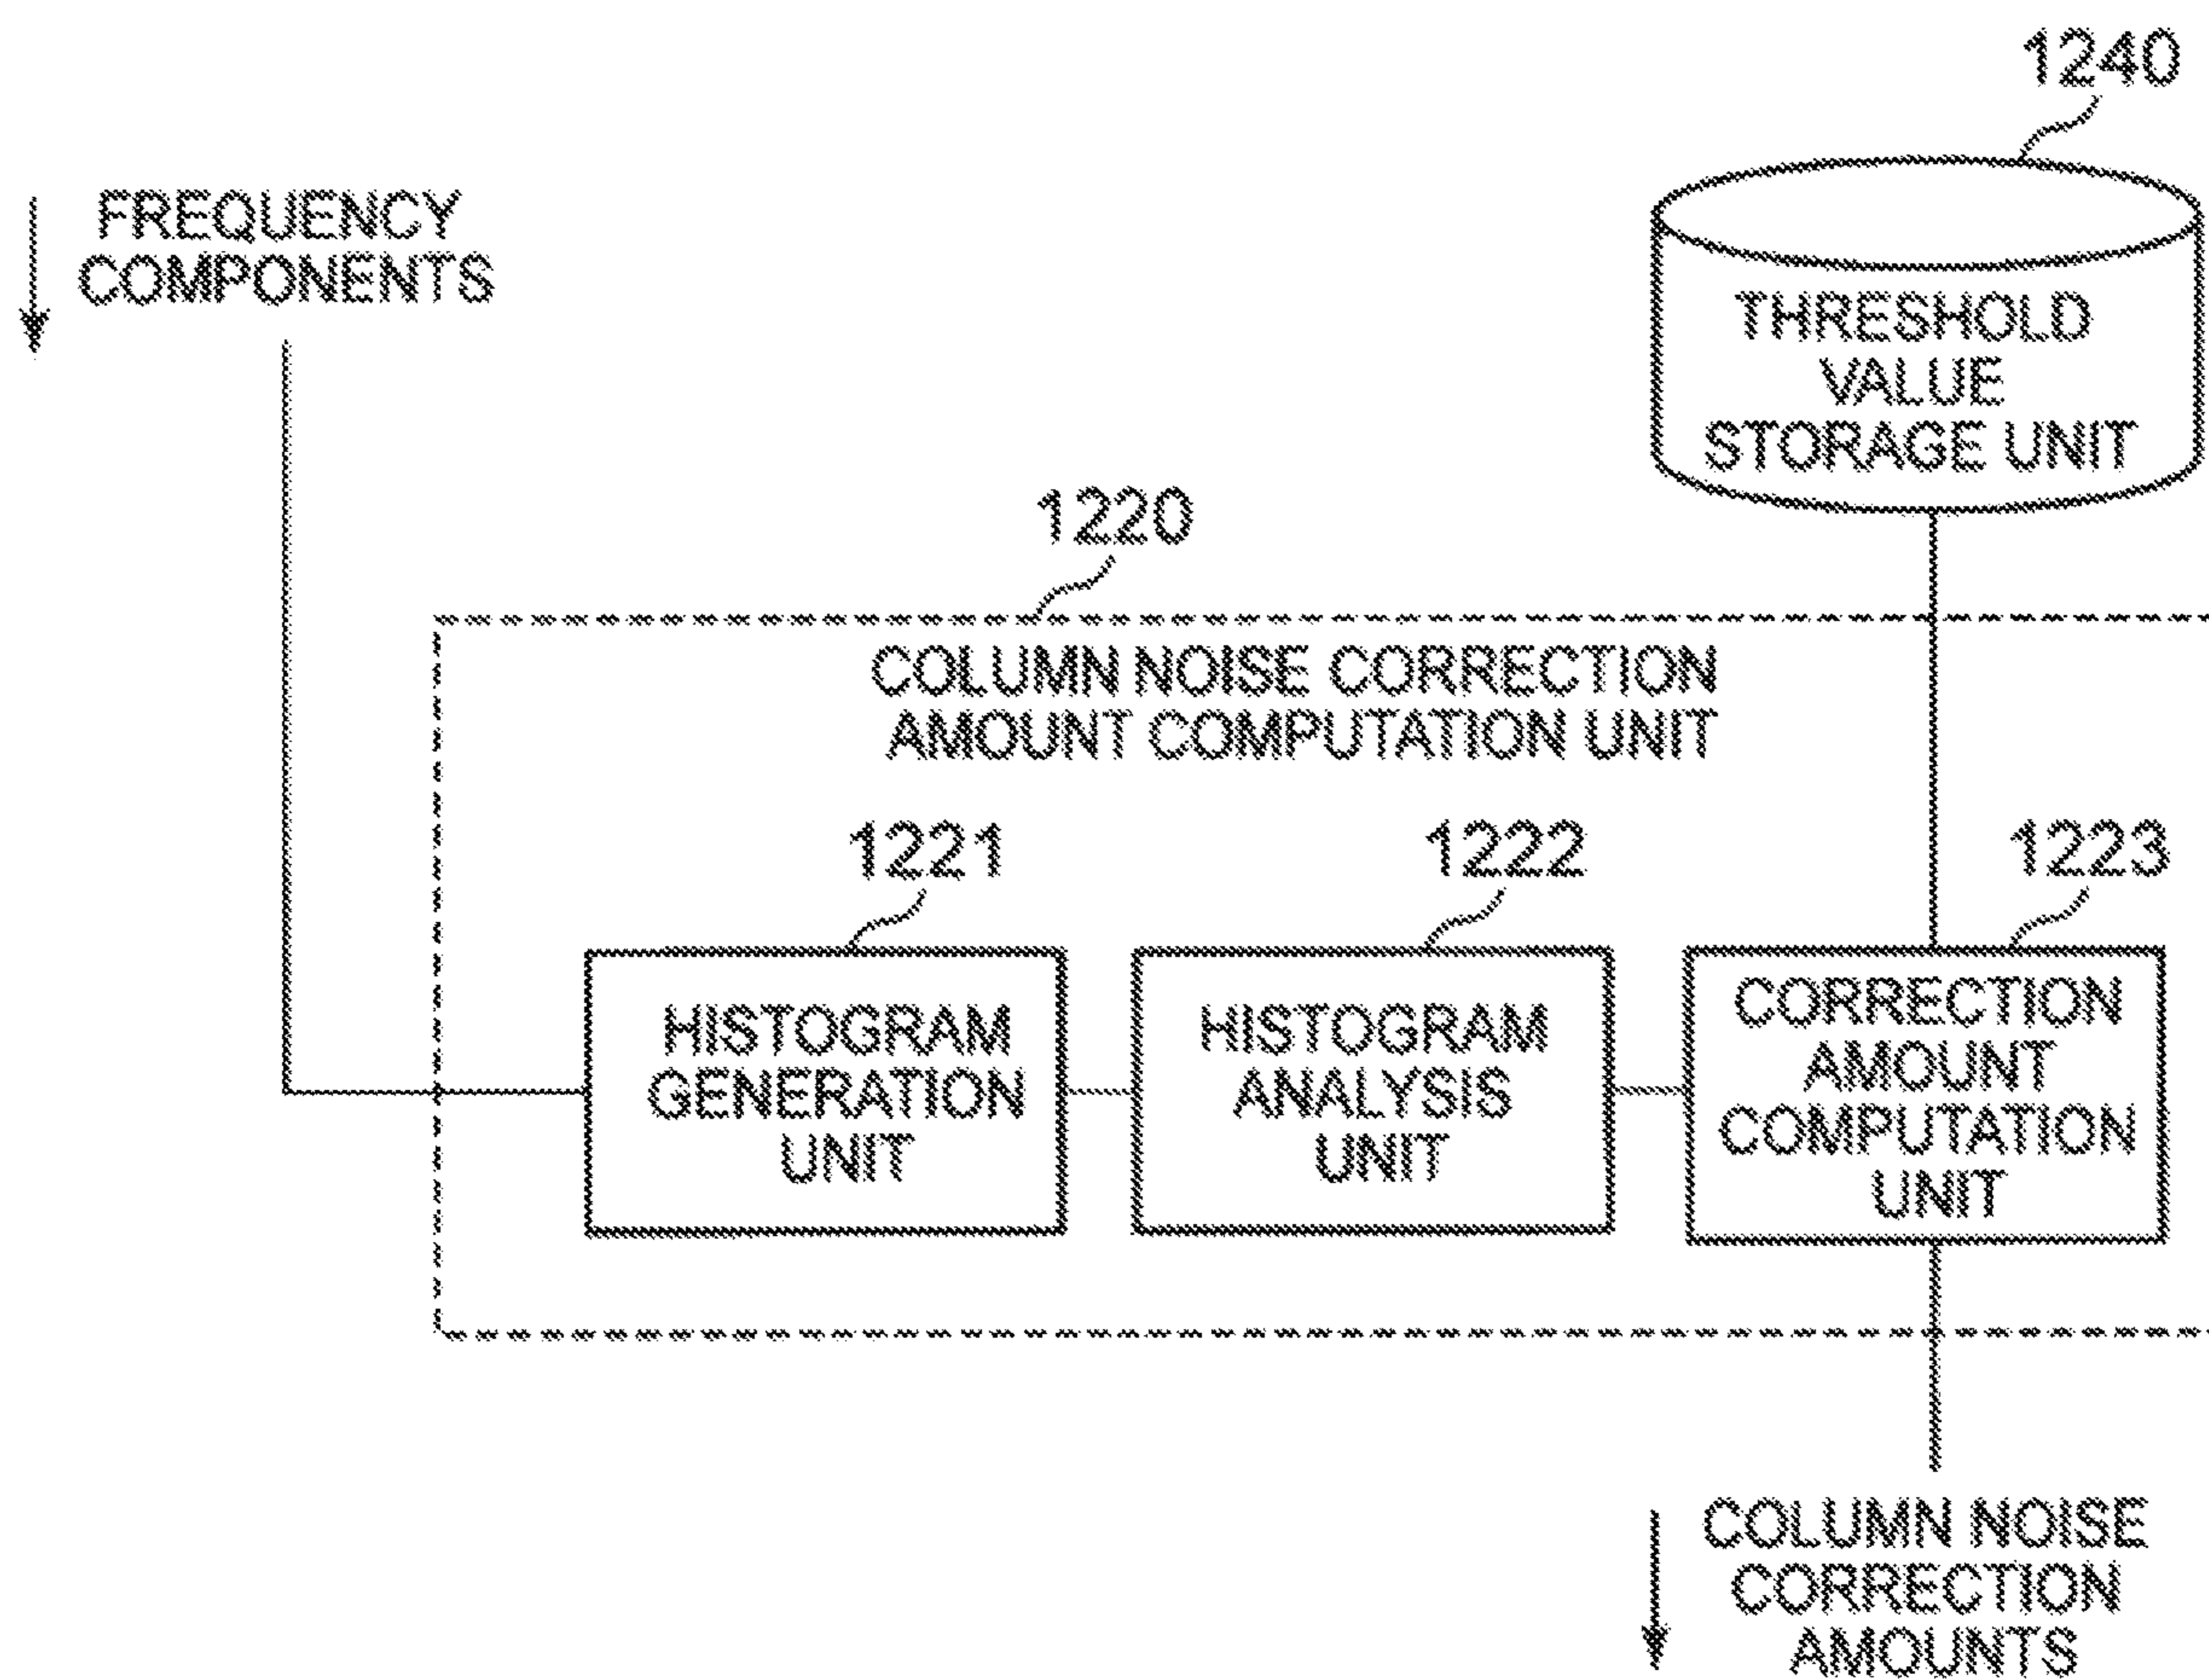 1240
FREQUENCY
COMPONENTS
THRESHOLD
VALUE
STORAGE UNIT
1220
COLUMN NOISE CORRECTION
AMOUNT COMPUTATION UNIT
1221
1222
1223
HISTOGRAM
GENERATION
UNIT
HISTOGRAM
ANALYSIS
UNIT
CORRECTION
AMOUNT
COMPUTATION
UNIT
COLUMN NOISE
CORRECTION
AMOUNTS